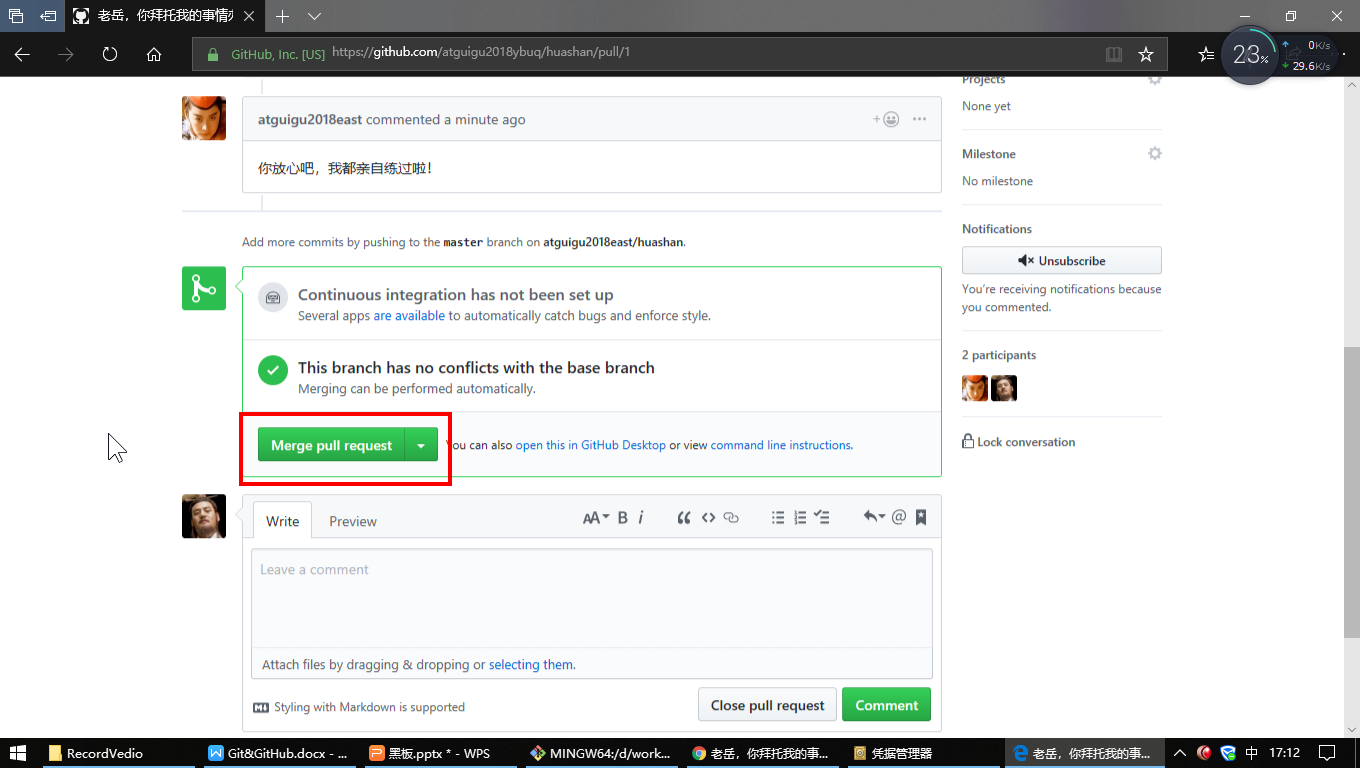 老岳，你拜托我的事情
GitHub, Inc. [US] https://github.com/atguigu2018ybuq/huashan/pull/1
23%
0K/s
29.6K/s
Projects
None yet
atguigu2018east commented a minute ago
你放心吧，我都亲自练过啦！
Milestone
No milestone
Notifications
Unsubscribe
You're receiving notifications because
you commented.
2 participants
Lock conversation
Add more commits by pushing to the master branch on atguigu2018east/huashan.
Continuous integration has not been set up
Several apps are available to automatically catch bugs and enforce style.
This branch has no conflicts with the base branch
Merging can be performed automatically.
Merge pull request
You can also open this in GitHub Desktop or view command line instructions.
Write Preview
AA B i
Leave a comment
Attach files by dragging & dropping or selecting them.
Styling with Markdown is supported
Close pull request Comment
RecordVedio Git&GitHub.docx - ... 黑板.pptx * - WPS MINGW64:/d/work... 老岳，你拜托我的事... 凭据管理器 老岳，你拜托我的事... 中 17:12